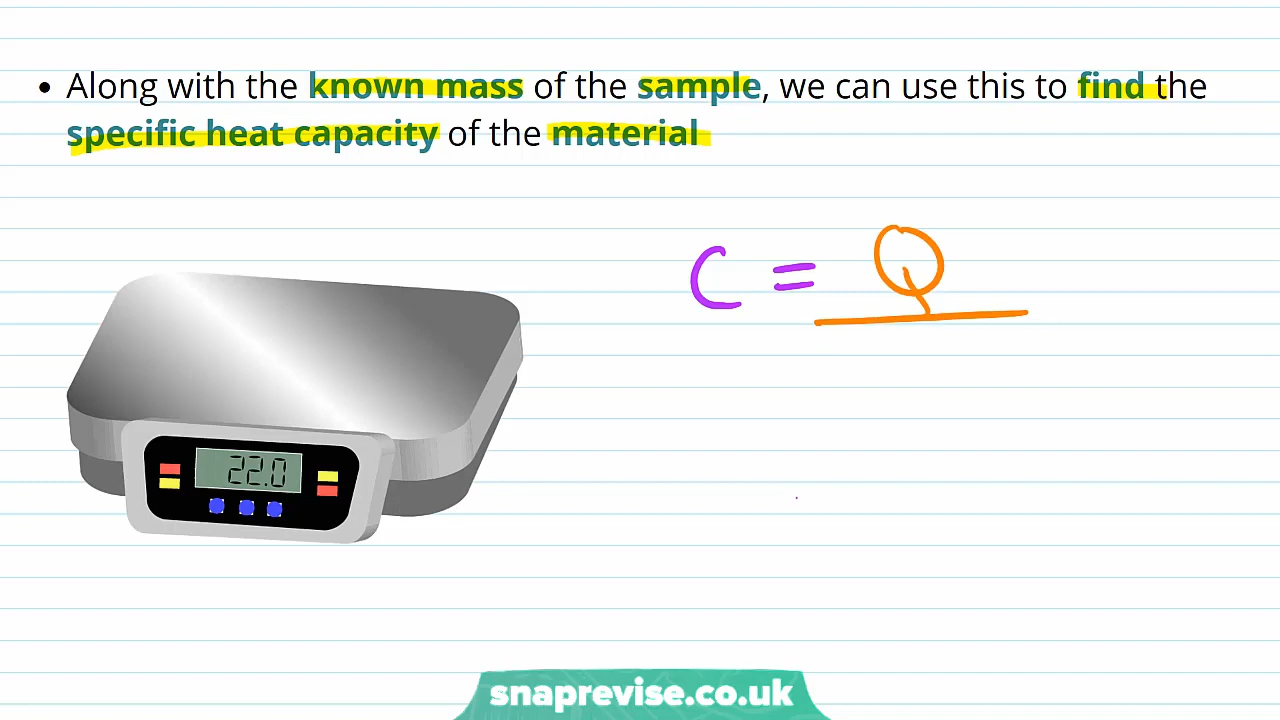 • Along with the known mass of the sample, we can use this to find the
specific heat capacity of the material
C = Q
22.0
snaprevise.co.uk